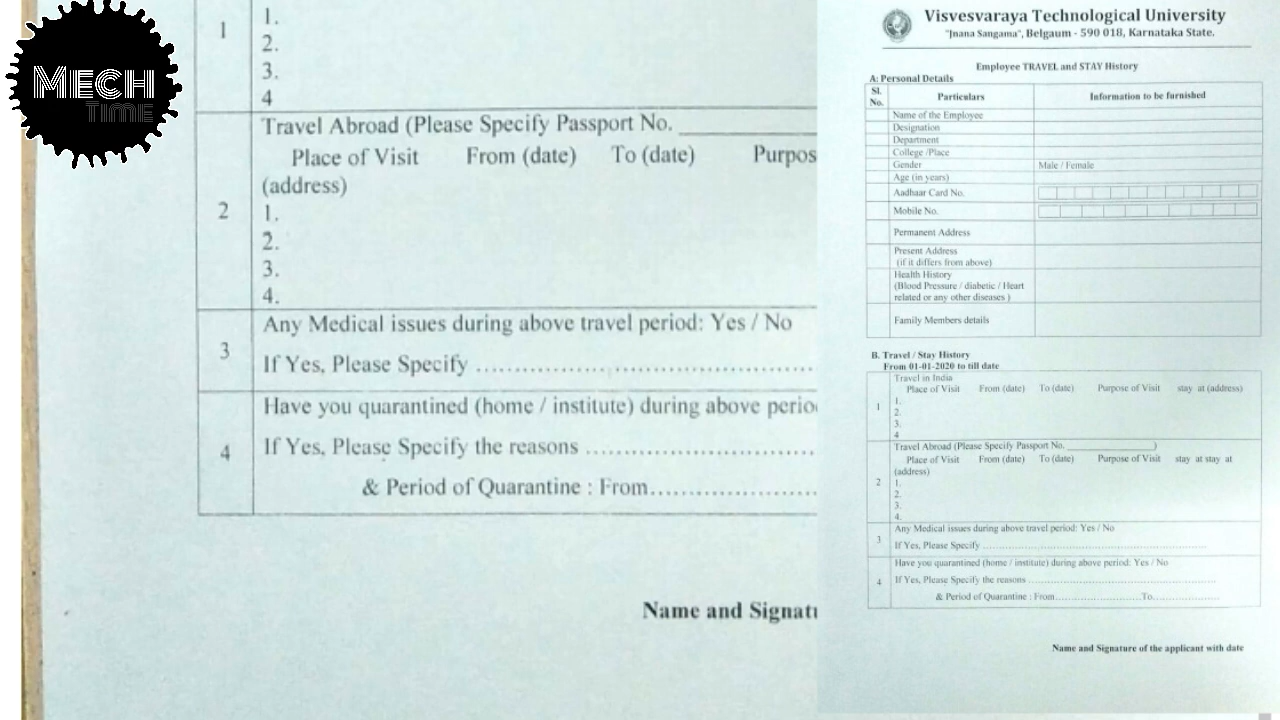 MECH
TIME
1
1.
2.
3.
4
2
Travel Abroad (Please Specify Passport No. ____________
Place of Visit From (date) To (date) Purpos
(address)
1.
2.
3.
4.
3
Any Medical issues during above travel period: Yes / No
If Yes, Please Specify ........................................
4
Have you quarantined (home / institute) during above perio
If Yes, Please Specify the reasons ...........................
& Period of Quarantine : From....................
Name and Signatu
Visvesvaraya Technological University
"Jnana Sangama", Belgaum - 590 018, Karnataka State.
Employee TRAVEL and STAY History
A: Personal Details
Sl. No. Particulars Information to be furnished
Name of the Employee
Designation
Department
College /Place
Gender Male / Female
Age (in years)
Aadhaar Card No.
Mobile No.
Permanent Address
Present Address
(if it differs from above)
Health History
(Blood Pressure / diabetic / Heart
related or any other diseases )
Family Members details
B. Travel / Stay History
From 01-01-2020 to till date
1
Travel in India
Place of Visit From (date) To (date) Purpose of Visit stay at (address)
1.
2.
3.
4
2
Travel Abroad (Please Specify Passport No. ____________________)
Place of Visit From (date) To (date) Purpose of Visit stay at stay at
(address)
1.
2.
3.
4.
3
Any Medical issues during above travel period: Yes / No
If Yes, Please Specify ........................................................
4
Have you quarantined (home / institute) during above period: Yes / No
If Yes, Please Specify the reasons ..............................................
& Period of Quarantine : From..........................To....................
Name and Signature of the applicant with date